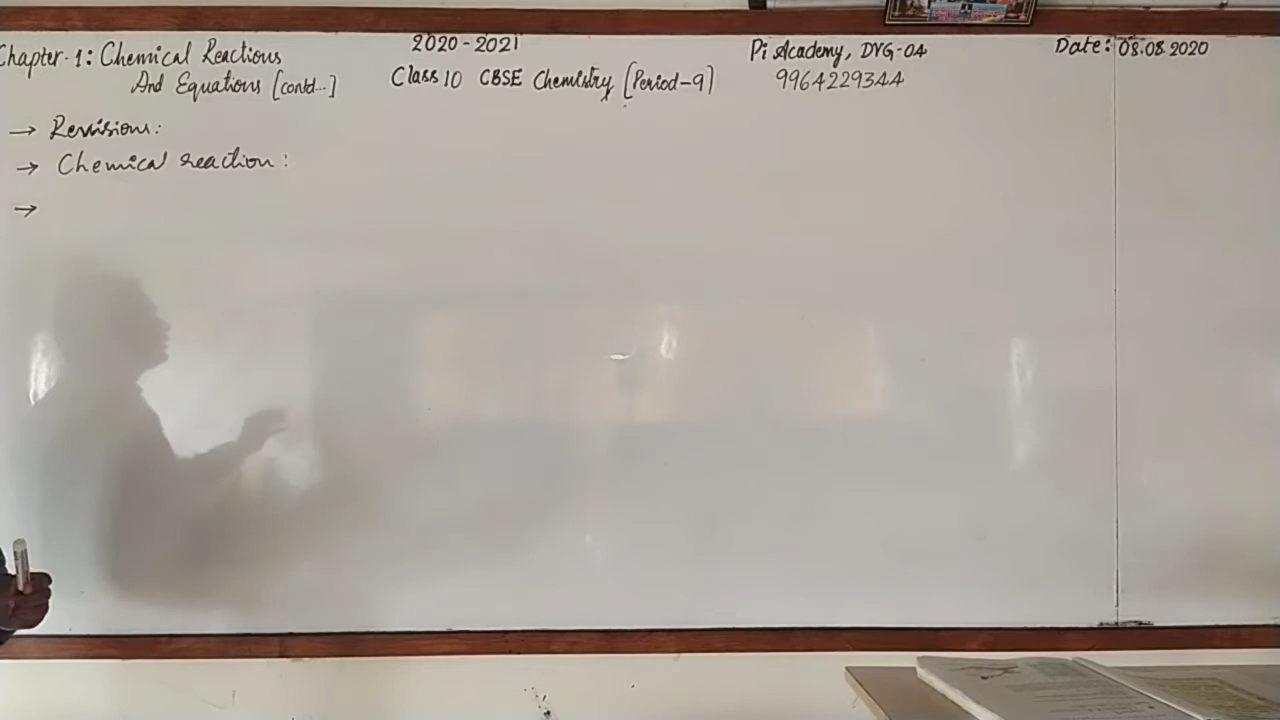 Chapter-1: Chemical Reactions
And Equations [contd...]
2020-2021
Class 10 CBSE Chemistry [Period-9]
Pi Academy, DVG-04
9964229344
Date: 08.08.2020
→ Revisions:
→ Chemical reaction:
→